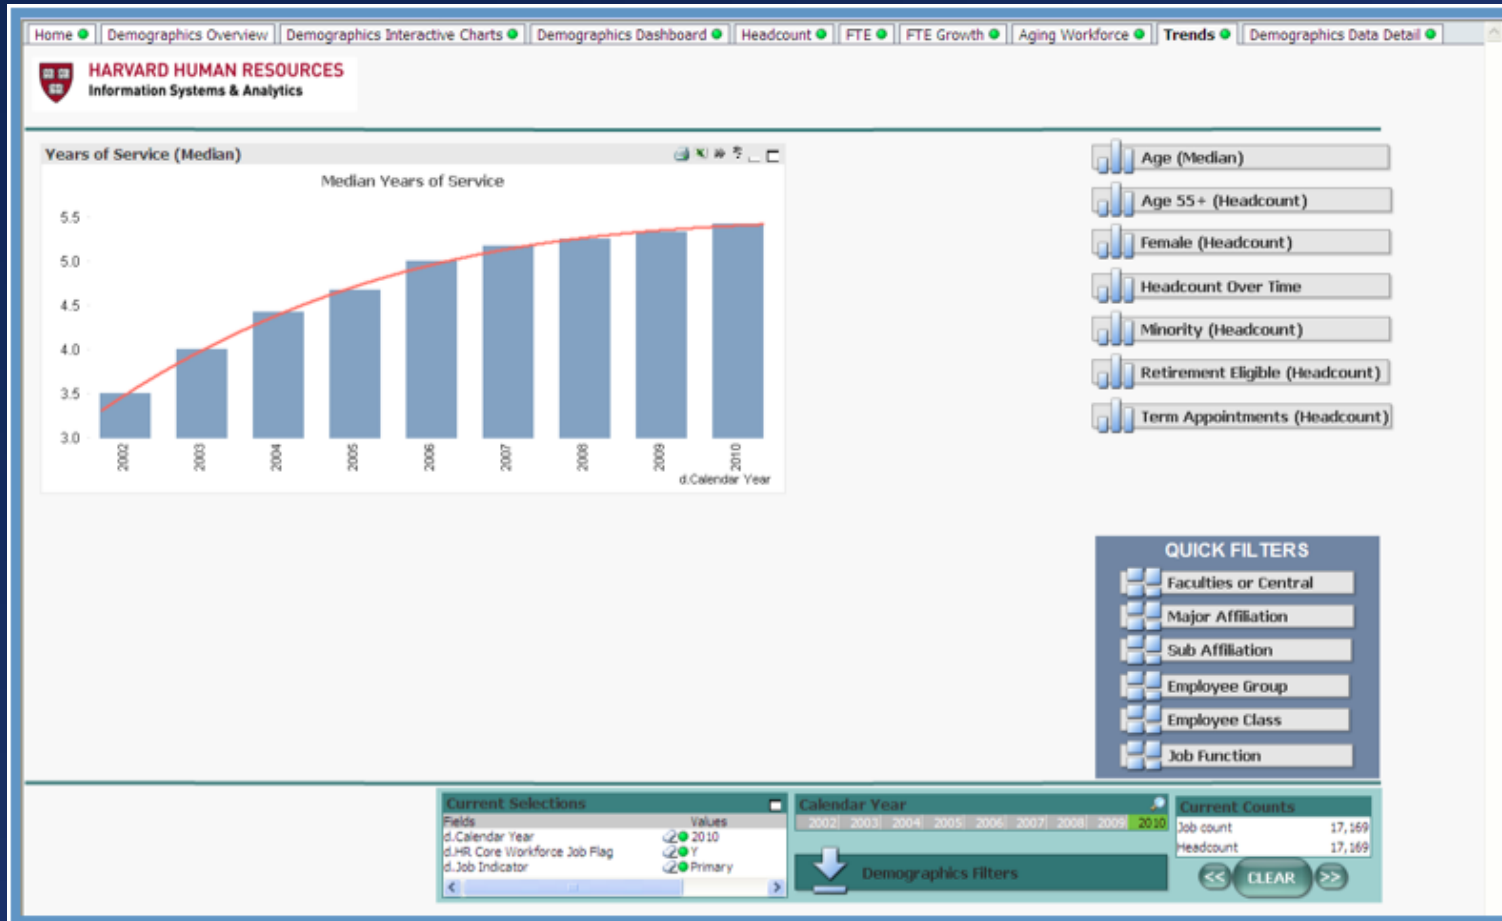 Home Demographics Overview Demographics Interactive Charts Demographics Dashboard Headcount FTE FTE Growth Aging Workforce Trends Demographics Data Detail
HARVARD HUMAN RESOURCES
Information Systems & Analytics
Years of Service (Median)
Median Years of Service
5.5
5.0
4.5
4.0
3.5
3.0
2002 2003 2004 2005 2006 2007 2008 2009 2010
d.Calendar Year
Age (Median)
Age 55+ (Headcount)
Female (Headcount)
Headcount Over Time
Minority (Headcount)
Retirement Eligible (Headcount)
Term Appointments (Headcount)
QUICK FILTERS
Faculties or Central
Major Affiliation
Sub Affiliation
Employee Group
Employee Class
Job Function
Current Selections
Fields Values
d.Calendar Year 2010
d.HR Core Workforce Job Flag Y
d.Job Indicator Primary
Calendar Year
2002 2003 2004 2005 2006 2007 2008 2009 2010
Demographics Filters
Current Counts
Job count 17,169
Headcount 17,169
<< CLEAR >>